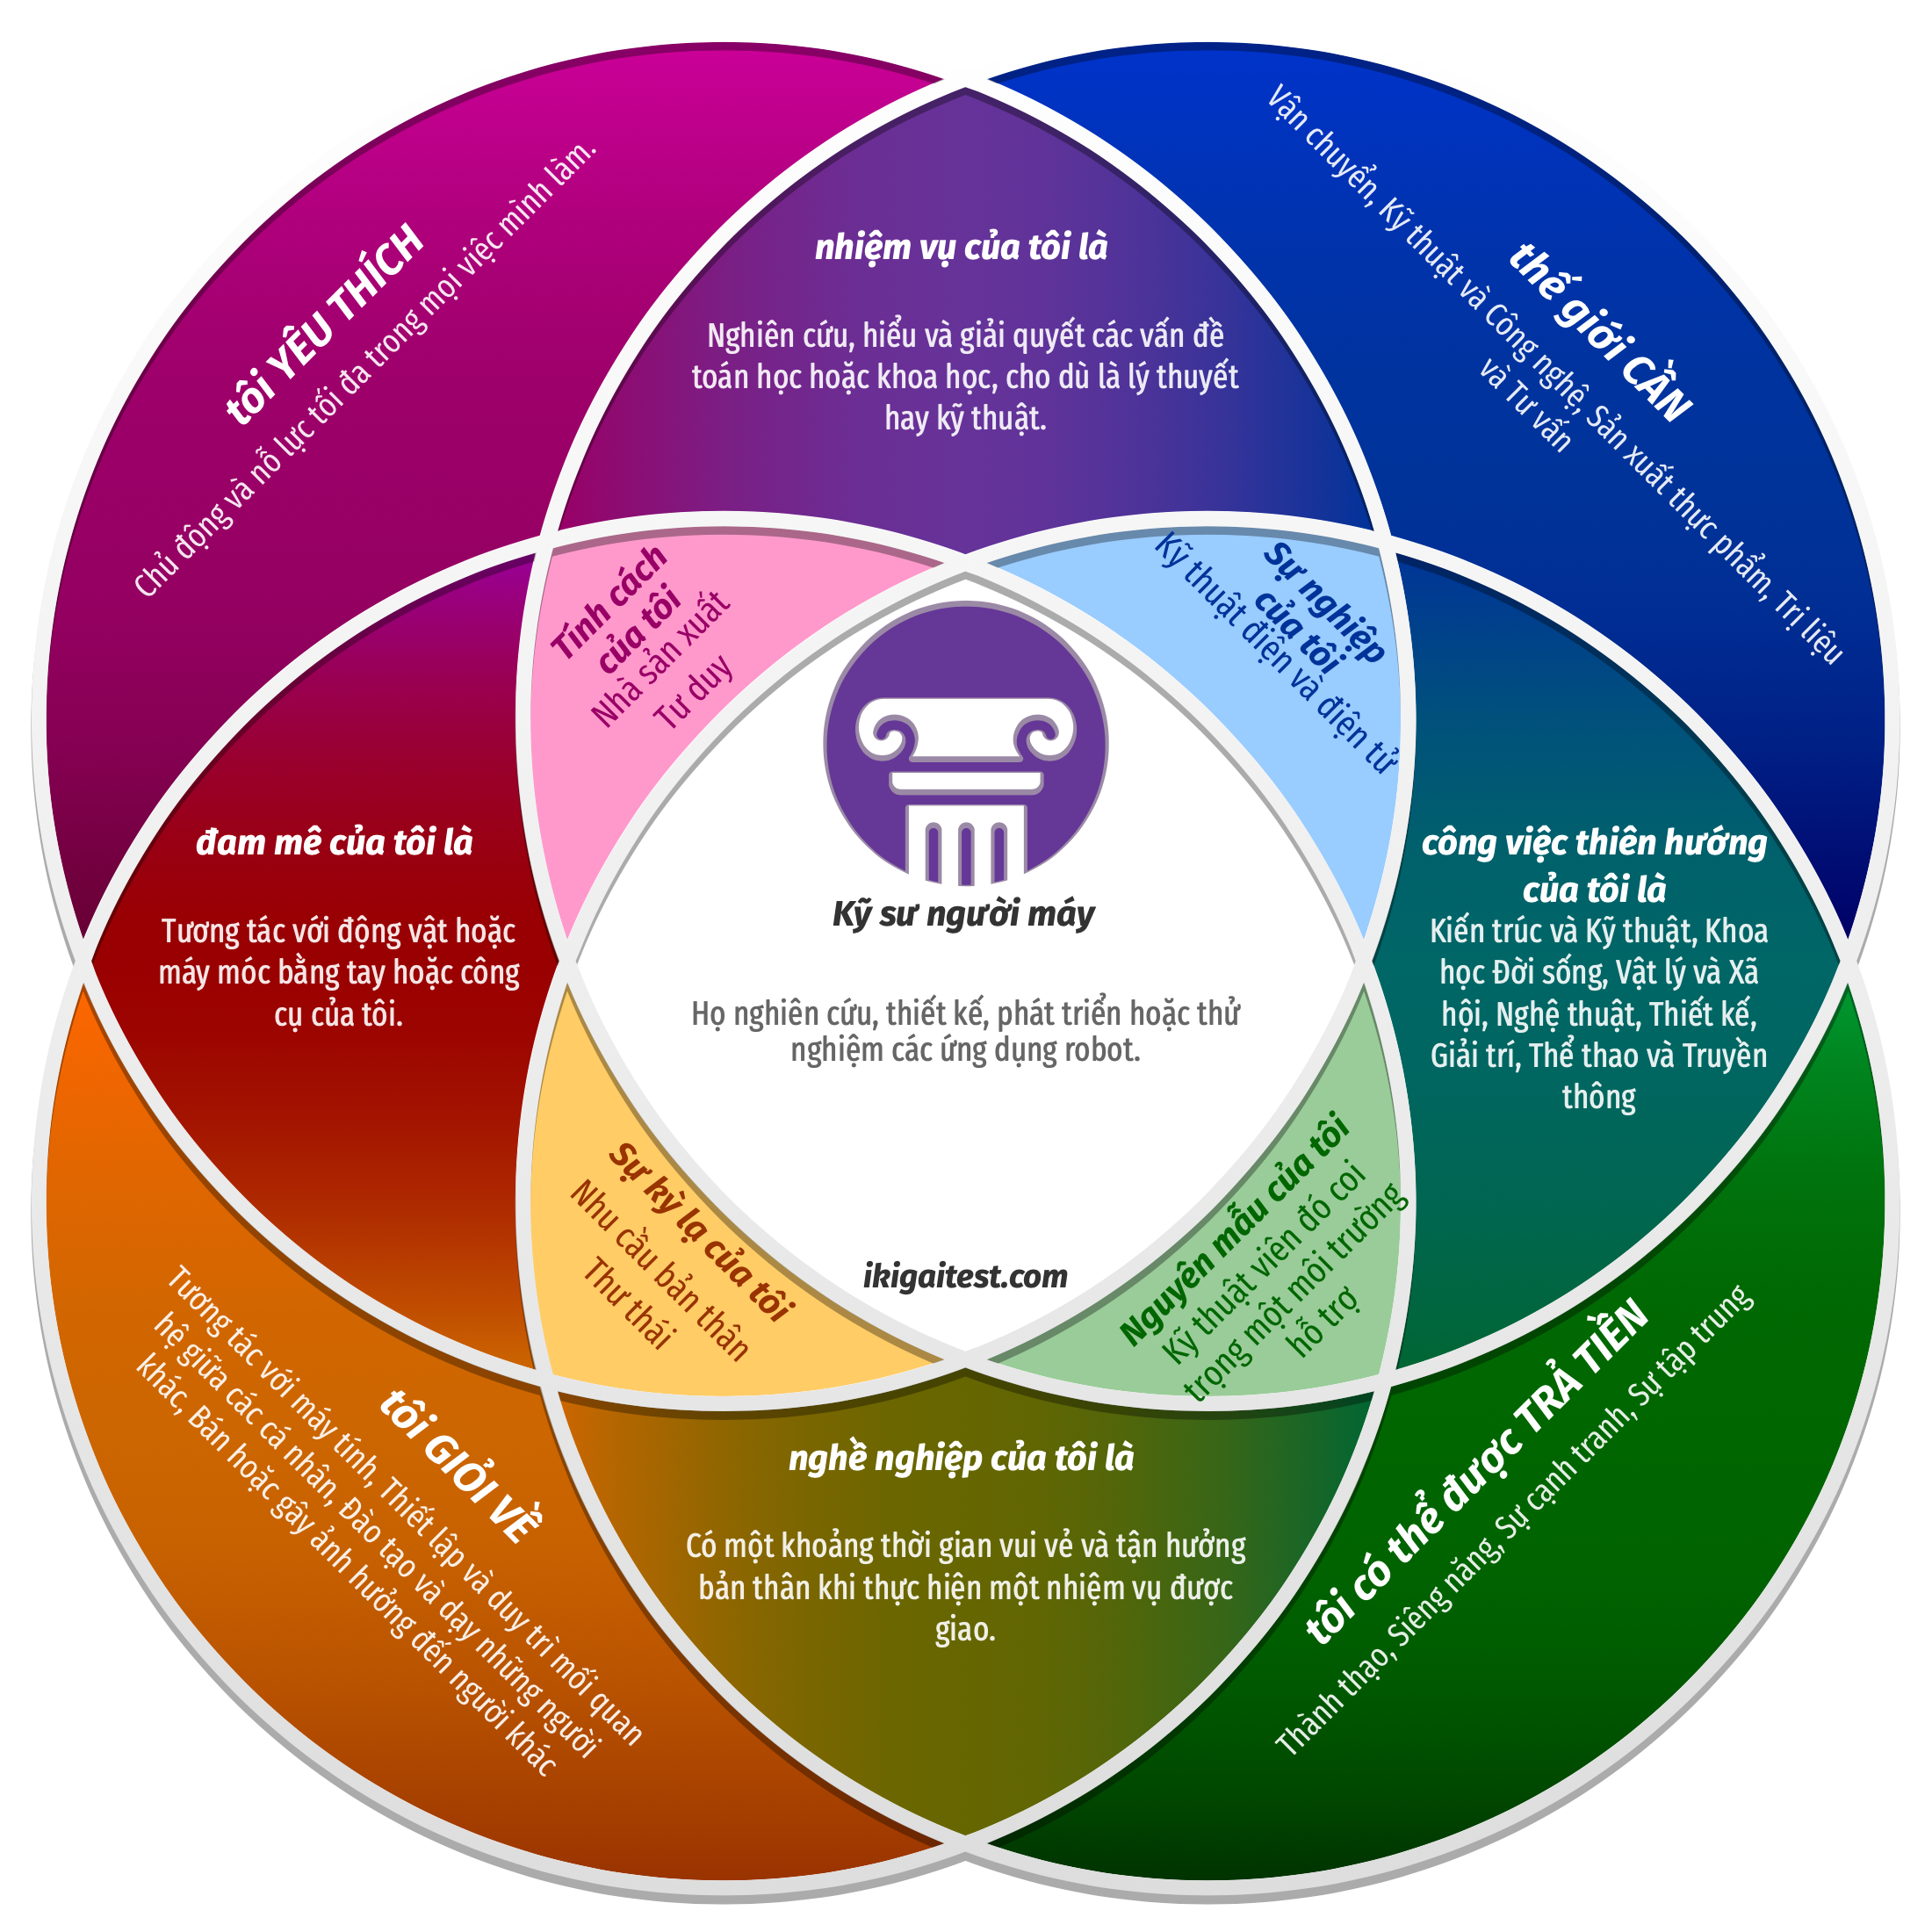 tôi YÊU THÍCH
Chủ động và nỗ lực tối đa trong mọi việc mình làm.
nhiệm vụ của tôi là
Nghiên cứu, hiểu và giải quyết các vấn đề
toán học hoặc khoa học, cho dù là lý thuyết
hay kỹ thuật.
thế giới CẦN
Vận chuyển, Kỹ thuật và Công nghệ, Sản xuất thực phẩm, Trị liệu
và Tư vấn
Tính cách
của tôi
Nhà sản xuất
Tư duy
Sự nghiệp
của tôi
Kỹ thuật điện và điện tử
đam mê của tôi là
Tương tác với động vật hoặc
máy móc bằng tay hoặc công
cụ của tôi.
Kỹ sư người máy
Họ nghiên cứu, thiết kế, phát triển hoặc thử
nghiệm các ứng dụng robot.
ikigaitest.com
công việc thiên hướng
của tôi là
Kiến trúc và Kỹ thuật, Khoa
học Đời sống, Vật lý và Xã
hội, Nghệ thuật, Thiết kế,
Giải trí, Thể thao và Truyền
thông
Sự kỳ lạ của tôi
Nhu cầu bản thân
Thư thái
Nguyên mẫu của tôi
Kỹ thuật viên đó coi
trọng một môi trường
hỗ trợ
tôi GIỎI VỀ
Tương tác với máy tính, Thiết lập và duy trì mối quan
hệ giữa các cá nhân, Đào tạo và dạy những người
khác, Bán hoặc gây ảnh hưởng đến người khác
nghề nghiệp của tôi là
Có một khoảng thời gian vui vẻ và tận hưởng
bản thân khi thực hiện một nhiệm vụ được
giao.
tôi có thể được TRẢ TIỀN
Thành thạo, Siêng năng, Sự cạnh tranh, Sự tập trung